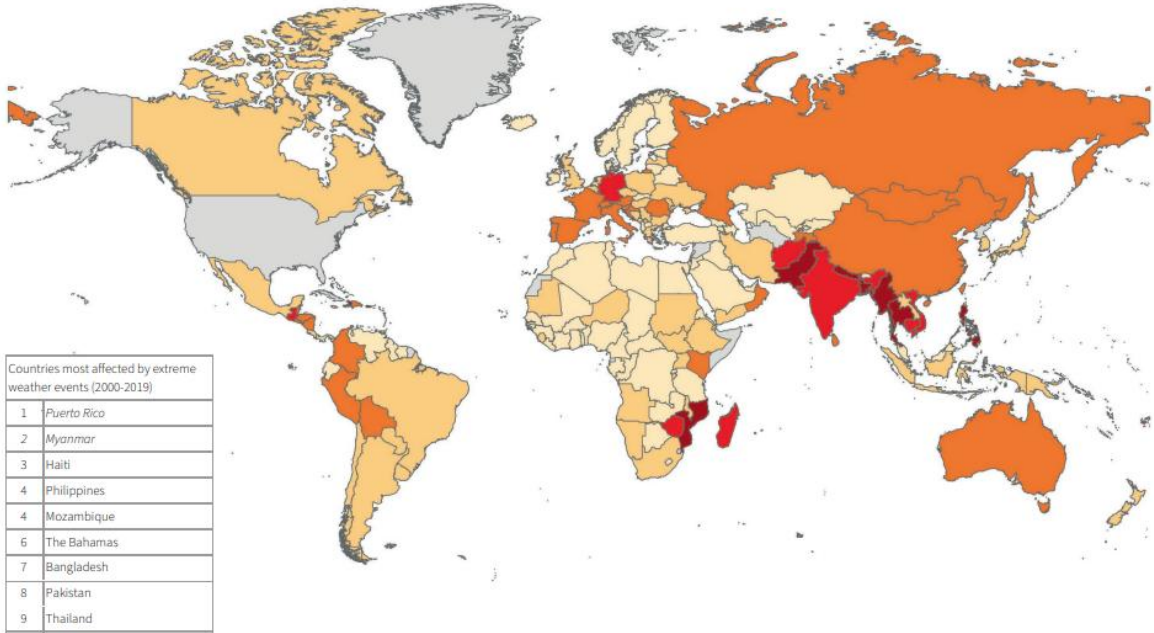 Countries most affected by extreme
weather events (2000-2019)
1 Puerto Rico
2 Myanmar
3 Haiti
4 Philippines
4 Mozambique
6 The Bahamas
7 Bangladesh
8 Pakistan
9 Thailand